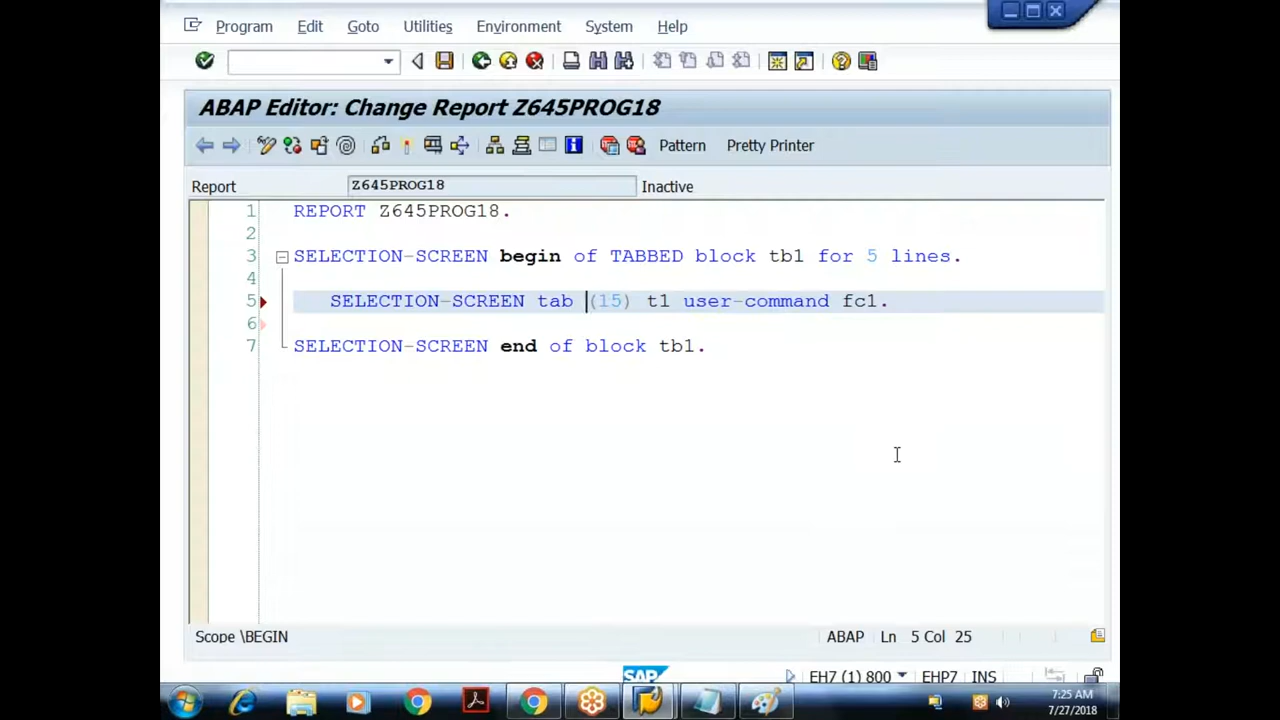 Program Edit Goto Utilities Environment System Help
ABAP Editor: Change Report Z645PROG18
Pattern Pretty Printer
Report Z645PROG18 Inactive
1 REPORT Z645PROG18.
2
3 SELECTION-SCREEN begin of TABBED block tb1 for 5 lines.
4
5 SELECTION-SCREEN tab (15) t1 user-command fc1.
6
7 SELECTION-SCREEN end of block tb1.
Scope \BEGIN ABAP Ln 5 Col 25
SAP EH7 (1) 800 EHP7 INS
7:25 AM
7/27/2018